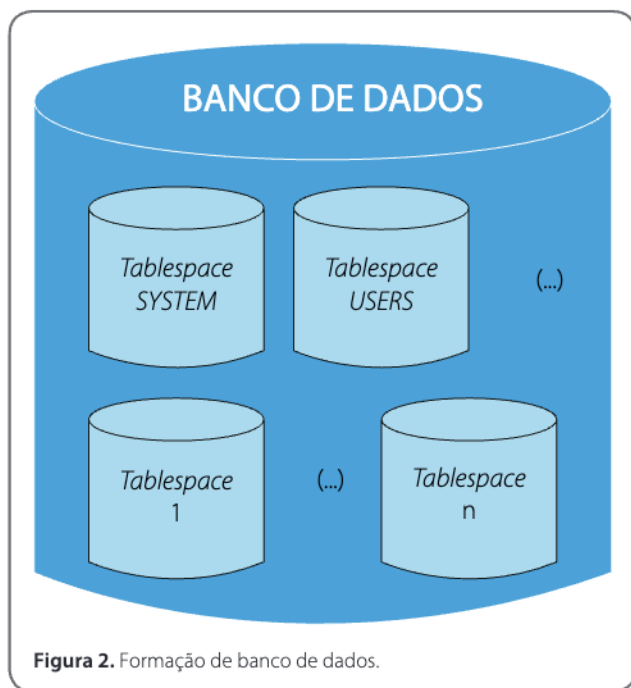 BANCO DE DADOS
Tablespace
SYSTEM
Tablespace
USERS
(...)
Tablespace
1
(...)
Tablespace
n
Figura 2. Formação de banco de dados.